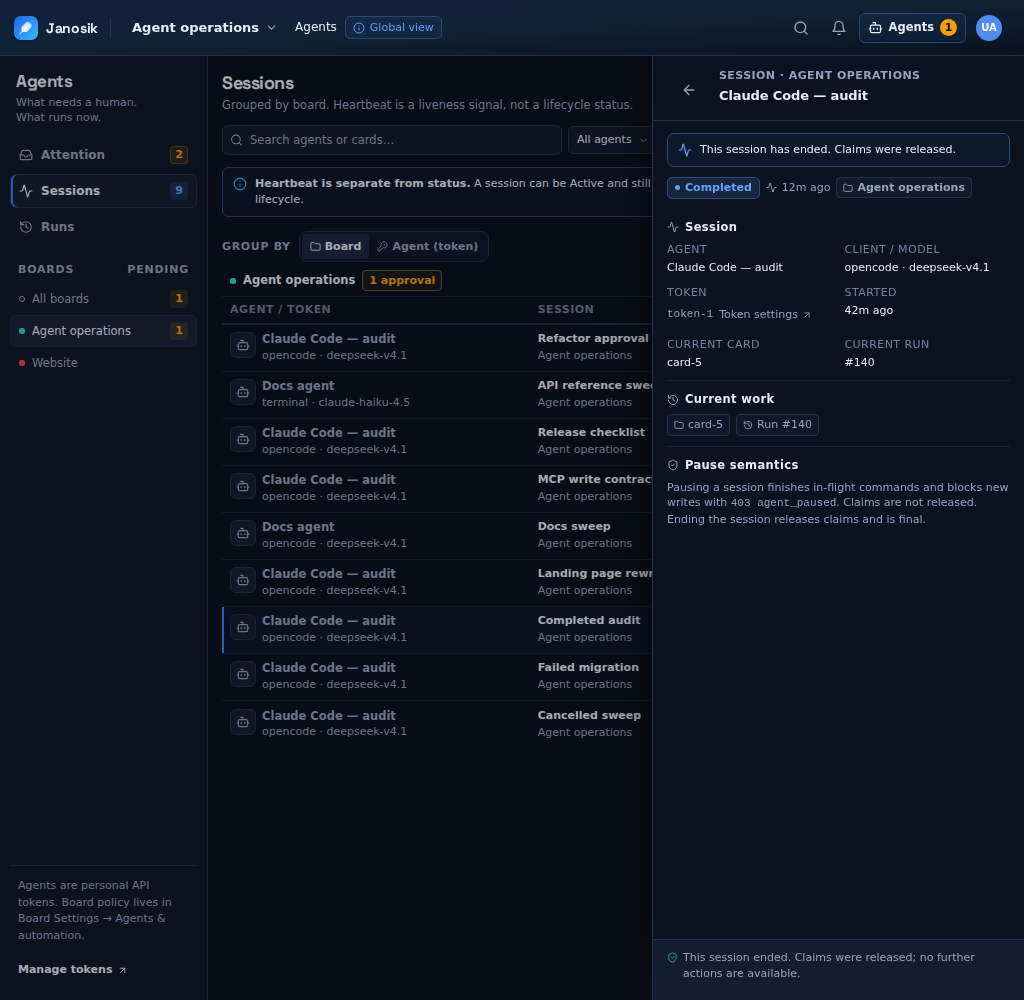 Janosik
Agent operations
Agents
Global view
Agents 1
UA
Agents
What needs a human.
What runs now.
Attention 2
Sessions 9
Runs
BOARDS PENDING
All boards 1
Agent operations 1
Website
Agents are personal API
tokens. Board policy lives in
Board Settings → Agents &
automation.
Manage tokens
Sessions
Grouped by board. Heartbeat is a liveness signal, not a lifecycle status.
Search agents or cards...
All agents
Heartbeat is separate from status. A session can be Active and still
lifecycle.
GROUP BY Board Agent (token)
Agent operations 1 approval
AGENT / TOKEN SESSION
Claude Code — audit Refactor approval
opencode · deepseek-v4.1 Agent operations
Docs agent API reference
terminal · claude-haiku-4.5 Agent operations
Claude Code — audit Release checklist
opencode · deepseek-v4.1 Agent operations
Claude Code — audit MCP write
opencode · deepseek-v4.1 Agent operations
Docs agent Docs sweep
opencode · deepseek-v4.1 Agent operations
Claude Code — audit Landing page
opencode · deepseek-v4.1 Agent operations
Claude Code — audit Completed audit
opencode · deepseek-v4.1 Agent operations
Claude Code — audit Failed migration
opencode · deepseek-v4.1 Agent operations
Claude Code — audit Cancelled sweep
opencode · deepseek-v4.1 Agent operations
SESSION · AGENT OPERATIONS
Claude Code — audit
This session has ended. Claims were released.
Completed 12m ago Agent operations
Session
AGENT CLIENT / MODEL
Claude Code — audit opencode · deepseek-v4.1
TOKEN STARTED
token-1 Token settings 42m ago
CURRENT CARD CURRENT RUN
card-5 #140
Current work
card-5 Run #140
Pause semantics
Pausing a session finishes in-flight commands and blocks new
writes with 403 agent_paused. Claims are not released.
Ending the session releases claims and is final.
This session ended. Claims were released; no further
actions are available.